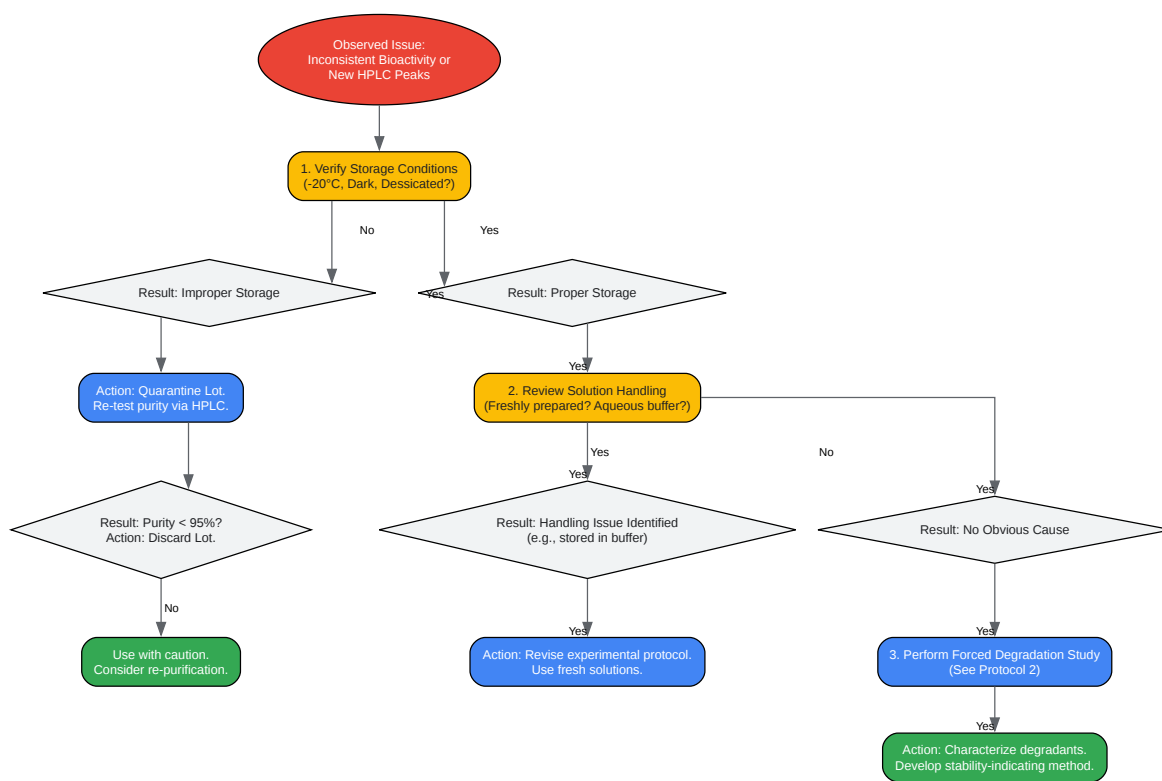 Observed Issue:
Inconsistent Bioactivity or
New HPLC Peaks
1. Verify Storage Conditions
(-20°C, Dark, Dessicated?)
No
Yes
Result: Improper Storage
Yes
Result: Proper Storage
Yes
Action: Quarantine Lot.
Re-test purity via HPLC.
2. Review Solution Handling
(Freshly prepared? Aqueous buffer?)
Yes
No
Yes
Yes
Result: Purity < 95%?
Action: Discard Lot.
Result: Handling Issue Identified
(e.g., stored in buffer)
Result: No Obvious Cause
No
Yes
Yes
Use with caution.
Consider re-purification.
Action: Revise experimental protocol.
Use fresh solutions.
3. Perform Forced Degradation Study
(See Protocol 2)
Yes
Action: Characterize degradants.
Develop stability-indicating method.